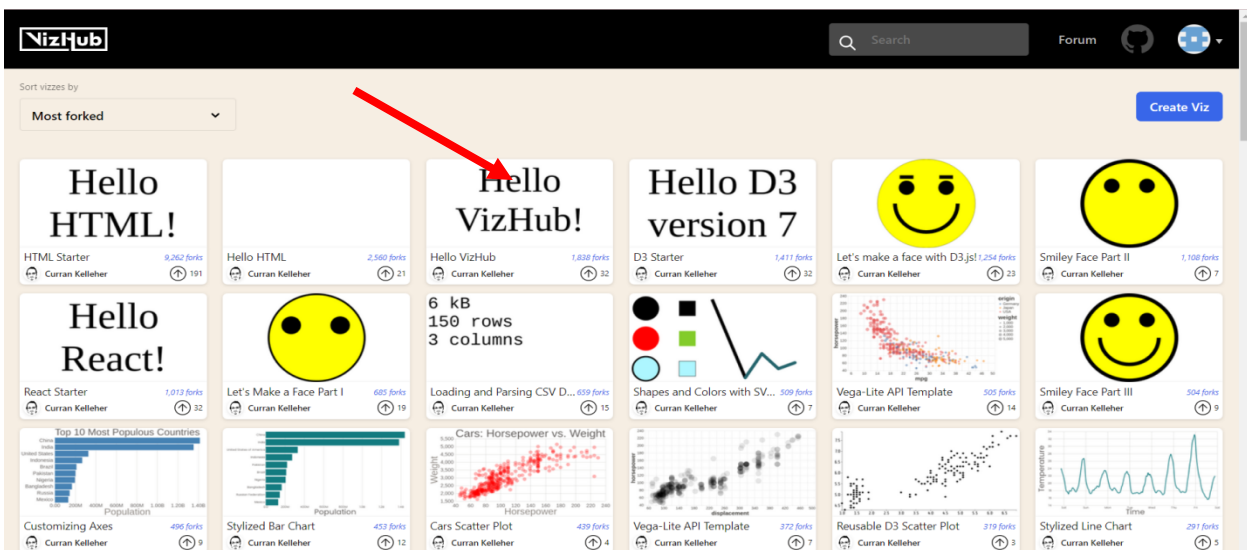 VizHub
Search
Forum
Sort vizzes by
Most forked
Create Viz
Hello
HTML!
HTML Starter 9,262 forks
Curran Kelleher 191
Hello HTML 2,560 forks
Curran Kelleher 21
Hello
VizHub!
Hello VizHub 1,838 forks
Curran Kelleher 32
Hello D3
version 7
D3 Starter 1,411 forks
Curran Kelleher 32
Let's make a face with D3.js! 1,254 forks
Curran Kelleher 23
Smiley Face Part II 1,108 forks
Curran Kelleher 7
Hello
React!
React Starter 1,013 forks
Curran Kelleher 32
Let's Make a Face Part I 685 forks
Curran Kelleher 19
6 kB
150 rows
3 columns
Loading and Parsing CSV D... 659 forks
Curran Kelleher 15
Shapes and Colors with SV... 509 forks
Curran Kelleher 7
origin
weight
horsepower
mpg
Vega-Lite API Template 505 forks
Curran Kelleher 14
Smiley Face Part III 504 forks
Curran Kelleher 9
Top 10 Most Populous Countries
China
India
United States
Indonesia
Brazil
Pakistan
Nigeria
Bangladesh
Russia
Mexico
Population
Customizing Axes 496 forks
Curran Kelleher 9
Population
Stylized Bar Chart 453 forks
Curran Kelleher 12
Cars: Horsepower vs. Weight
Weight
Horsepower
Cars Scatter Plot 439 forks
Curran Kelleher 4
horsepower
displacement
Vega-Lite API Template 372 forks
Curran Kelleher 7
Reusable D3 Scatter Plot 319 forks
Curran Kelleher 3
Temperature
Time
Stylized Line Chart 291 forks
Curran Kelleher 5